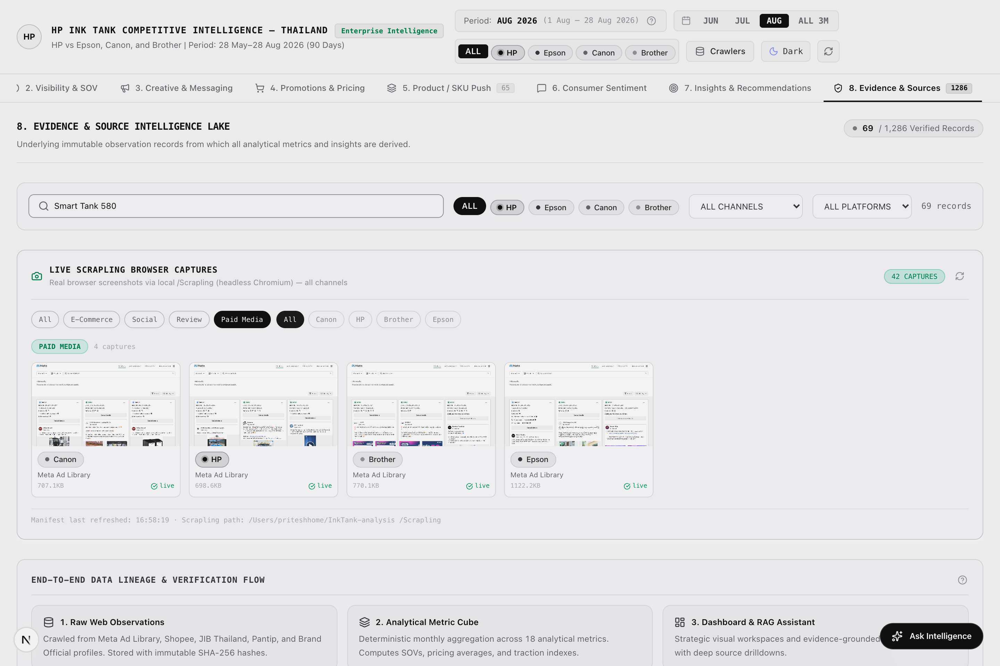 HP
HP INK TANK COMPETITIVE INTELLIGENCE — THAILAND
Enterprise Intelligence
HP vs Epson, Canon, and Brother | Period: 28 May–28 Aug 2026 (90 Days)
Period: AUG 2026 (1 Aug – 28 Aug 2026)
JUN JUL AUG ALL 3M
ALL HP Epson Canon Brother
Crawlers
Dark
2. Visibility & SOV
3. Creative & Messaging
4. Promotions & Pricing
5. Product / SKU Push 65
6. Consumer Sentiment
7. Insights & Recommendations
8. Evidence & Sources 1286
8. EVIDENCE & SOURCE INTELLIGENCE LAKE
Underlying immutable observation records from which all analytical metrics and insights are derived.
69 / 1,286 Verified Records
Smart Tank 580
ALL HP Epson Canon Brother
ALL CHANNELS
ALL PLATFORMS
69 records
LIVE SCRAPLING BROWSER CAPTURES
Real browser screenshots via local /Scrapling (headless Chromium) — all channels
42 CAPTURES
All E-Commerce Social Review Paid Media All Canon HP Brother Epson
PAID MEDIA 4 captures
Meta
Meta
Meta
Meta
Canon
Meta Ad Library
707.1KB live
HP
Meta Ad Library
698.6KB live
Brother
Meta Ad Library
770.1KB live
Epson
Meta Ad Library
1122.2KB live
Manifest last refreshed: 16:58:19 · Scrapling path: /Users/priteshhome/InkTank-analysis /Scrapling
END-TO-END DATA LINEAGE & VERIFICATION FLOW
1. Raw Web Observations
Crawled from Meta Ad Library, Shopee, JIB Thailand, Pantip, and Brand
Official profiles. Stored with immutable SHA-256 hashes.
2. Analytical Metric Cube
Deterministic monthly aggregation across 18 analytical metrics.
Computes SOVs, pricing averages, and traction indexes.
3. Dashboard & RAG Assistant
Strategic visual workspaces and evidence-grounded
with deep source drilldowns.
N
Ask Intelligence